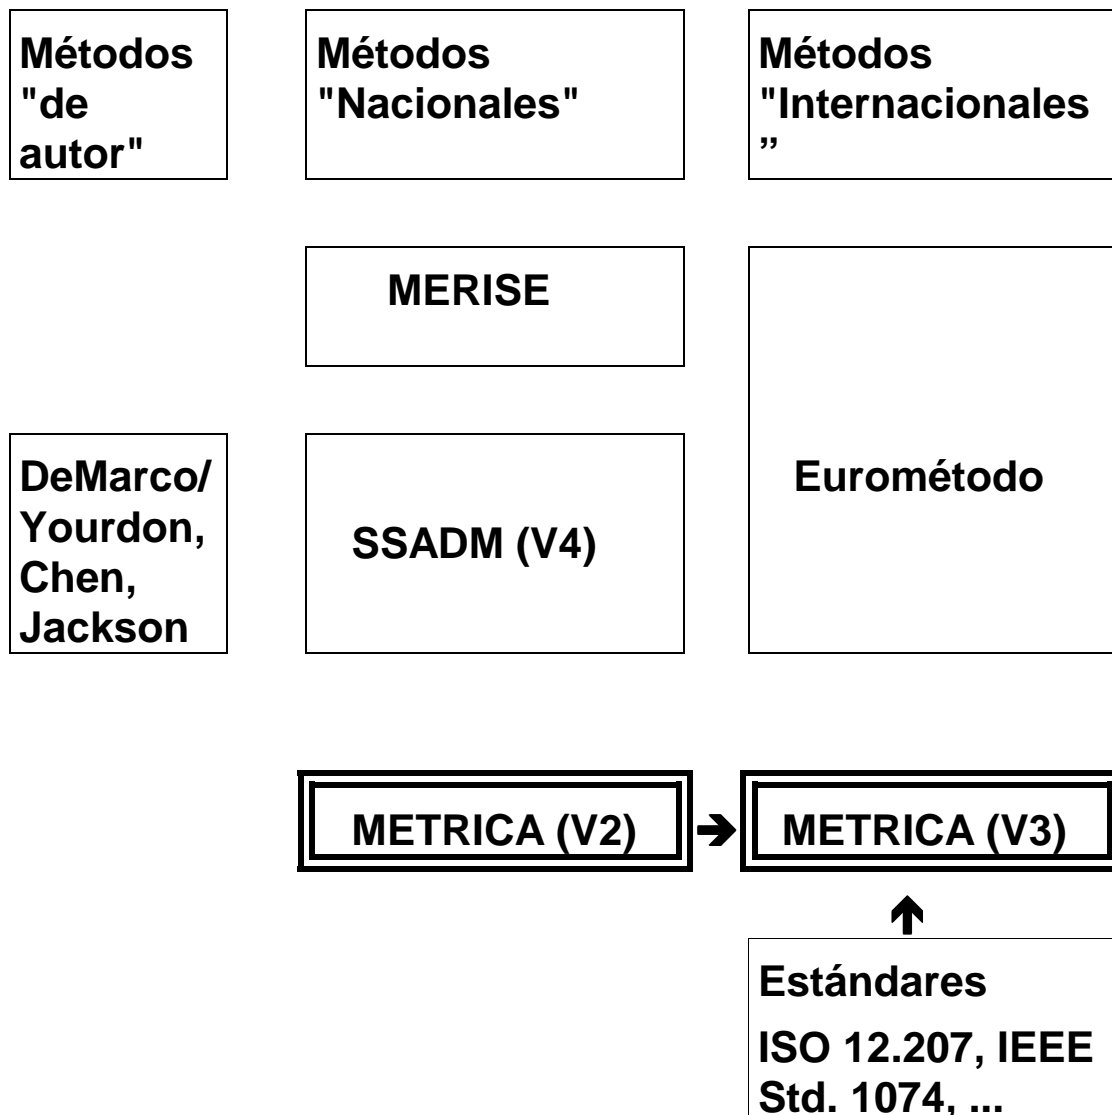 Métodos
"de
autor"
Métodos
"Nacionales"
Métodos
"Internacionales
”
MERISE
DeMarco/
Yourdon,
Chen,
Jackson
SSADM (V4)
Eurométodo
METRICA (V2)
METRICA (V3)
Estándares
ISO 12.207, IEEE
Std. 1074, ...